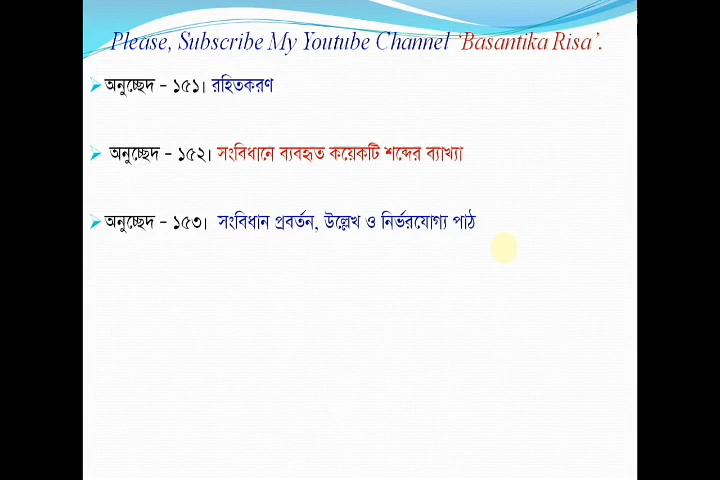 Please, Subscribe My Youtube Channel ‘Basantika Risa’.
অনুচ্ছেদ – ১৫১। রহিতকরণ
অনুচ্ছেদ – ১৫২। সংবিধানে ব্যবহৃত কয়েকটি শব্দের ব্যাখ্যা
অনুচ্ছেদ – ১৫৩। সংবিধান প্রবর্তন, উল্লেখ ও নির্ভরযোগ্য পাঠ